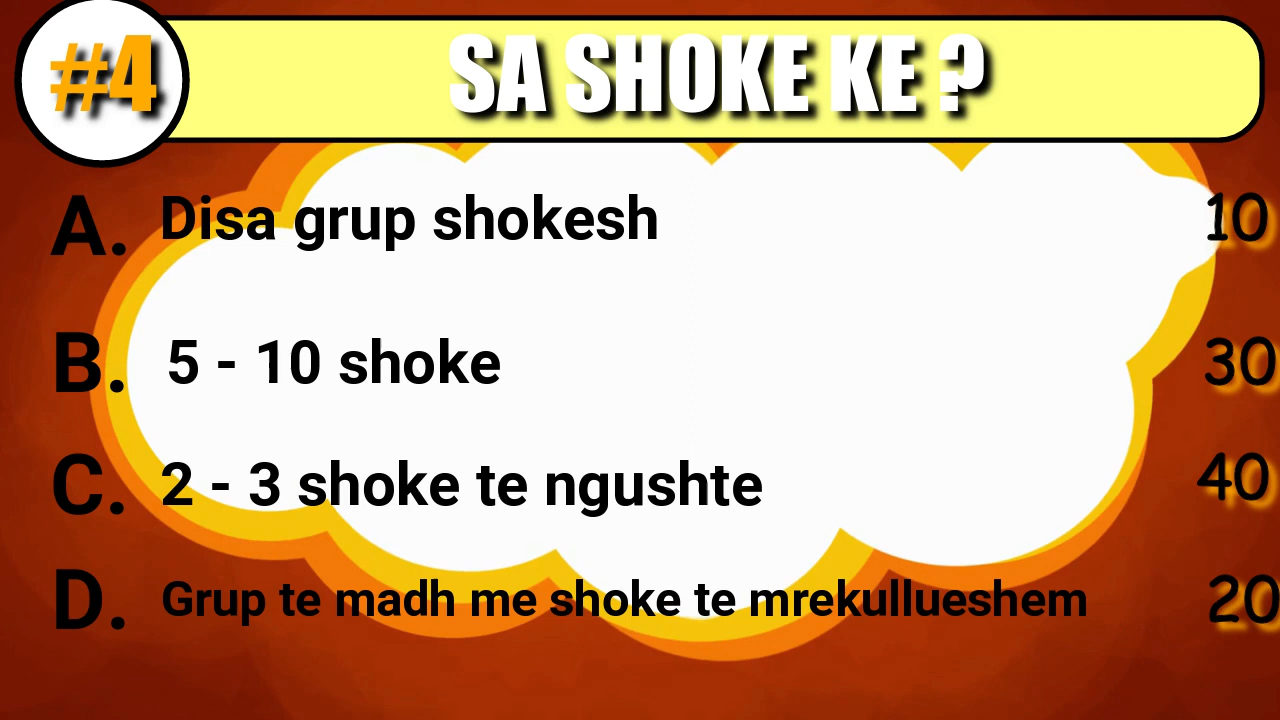 #4 SA SHOKE KE ?
A. Disa grup shokesh 10
B. 5 - 10 shoke 30
C. 2 - 3 shoke te ngushte 40
D. Grup te madh me shoke te mrekullueshem 20